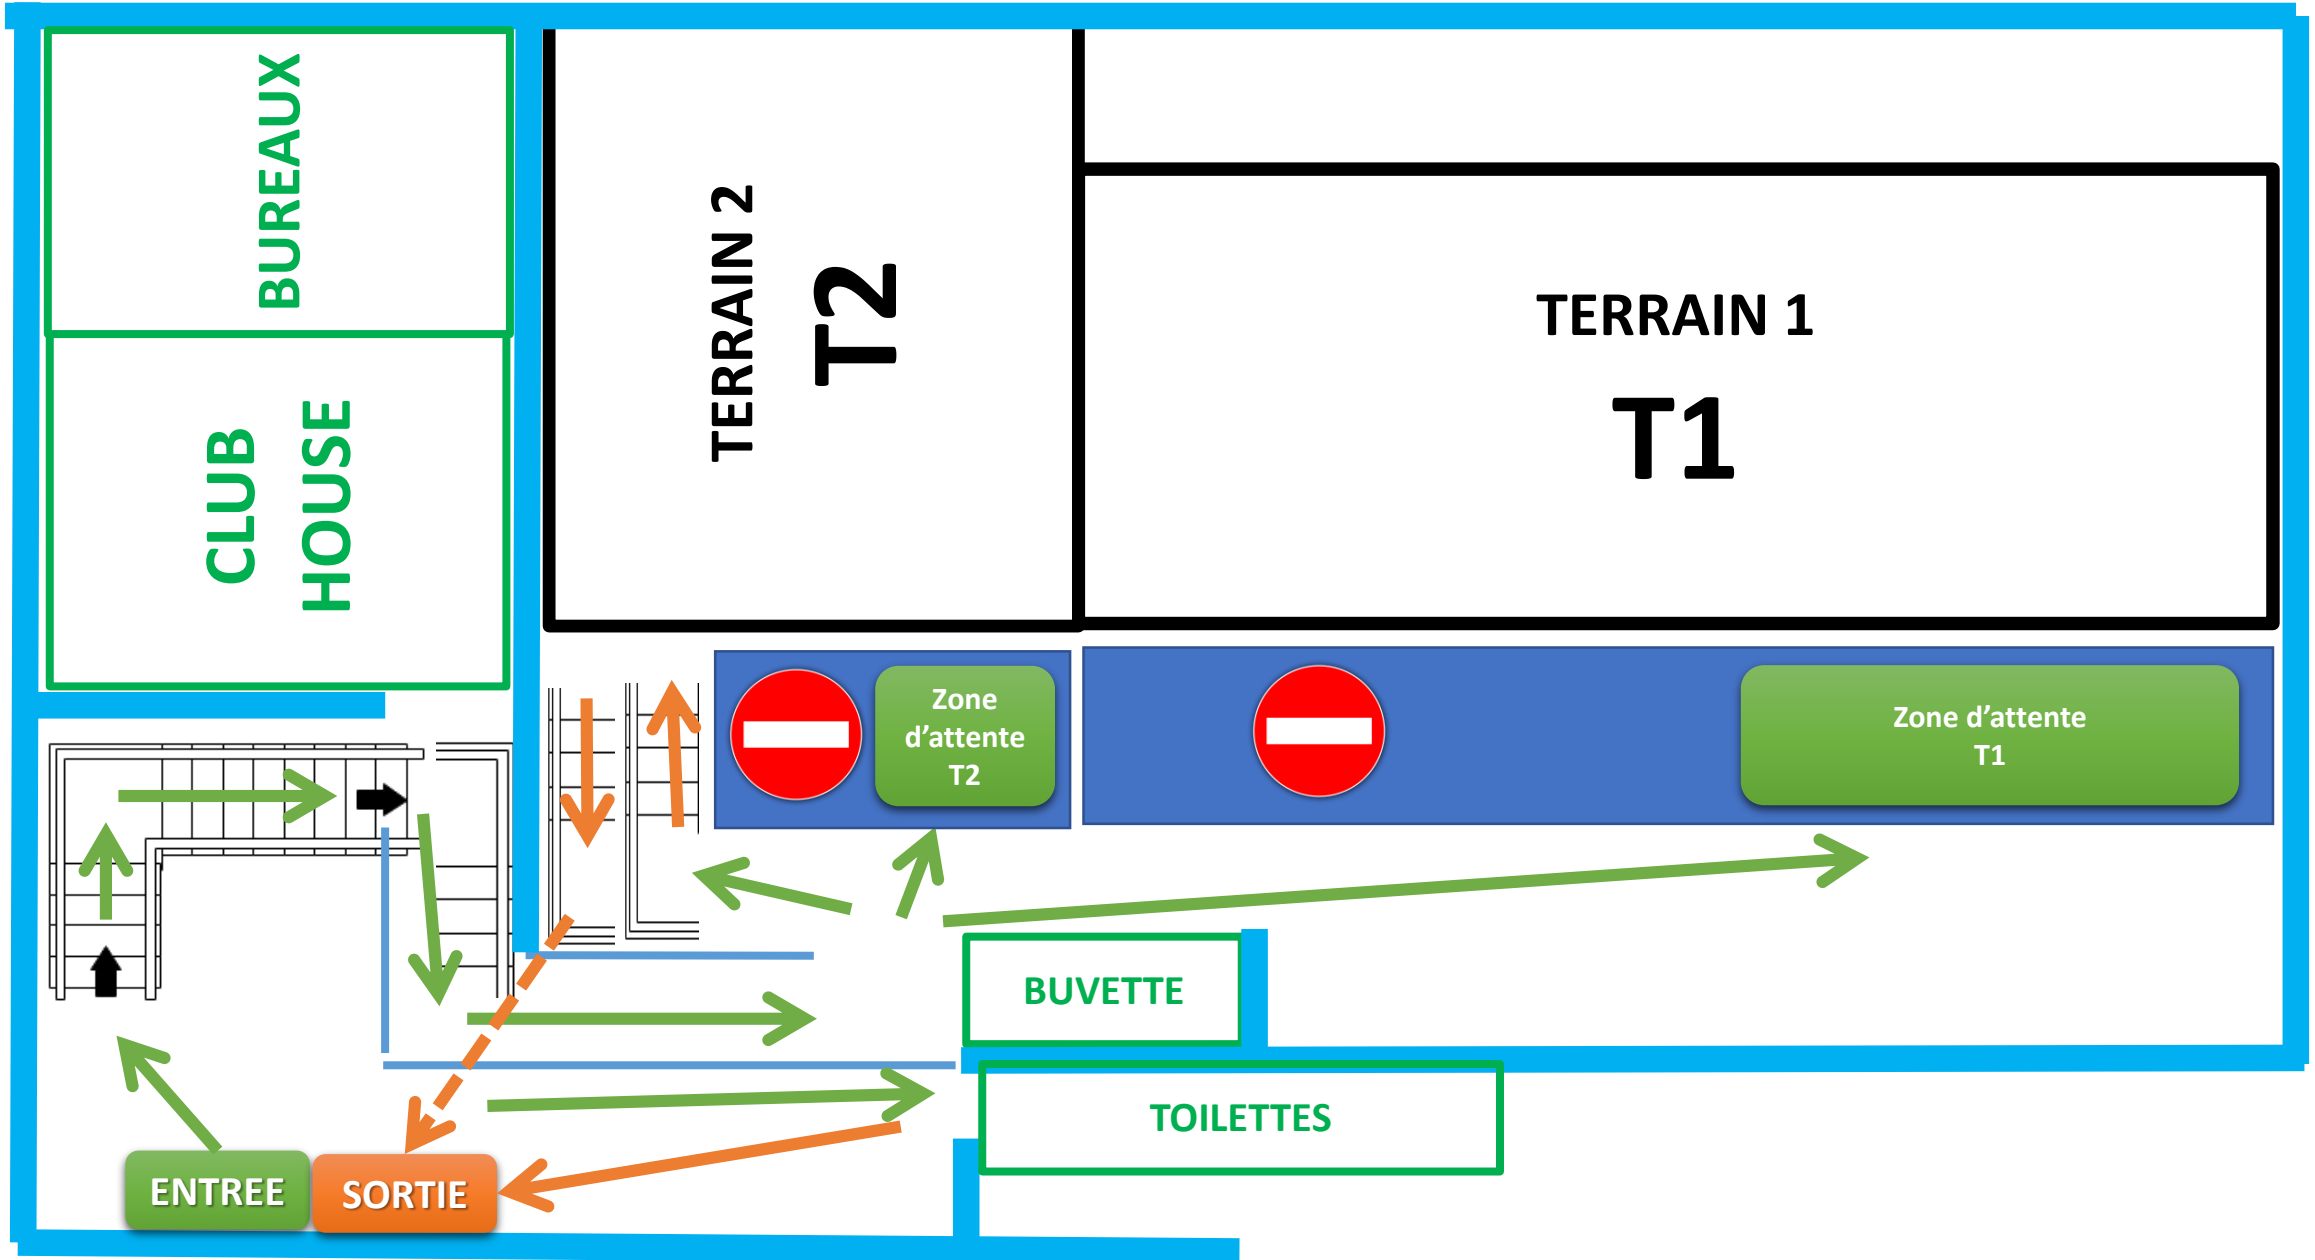 BUREAUX
CLUB
HOUSE
TERRAIN 2
T2
TERRAIN 1
T1
Zone
d'attente
T2
Zone d'attente
T1
BUVETTE
TOILETTES
ENTREE
SORTIE